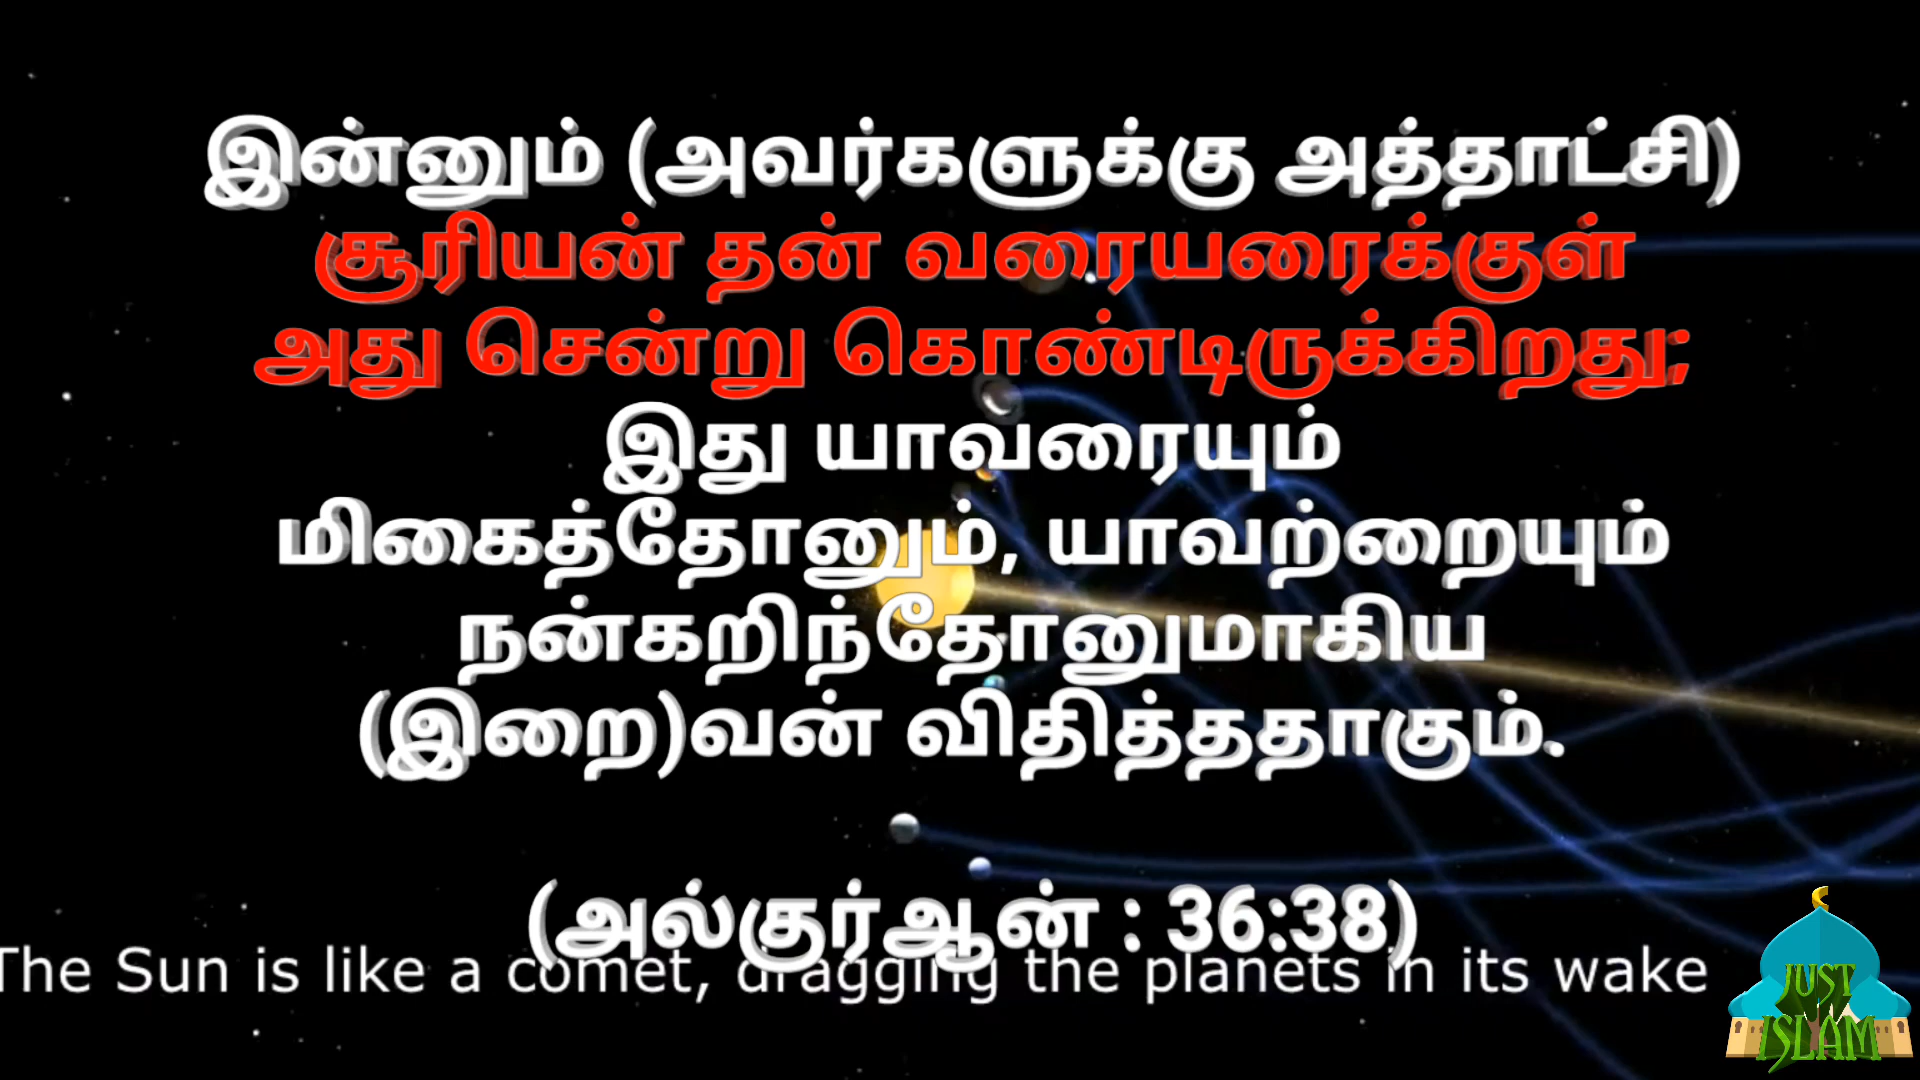 இன்னும் (அவர்களுக்கு அத்தாட்சி)
சூரியன் தன் வரையரைக்குள்
அது சென்று கொண்டிருக்கிறது;
இது யாவரையும்
மிகைத்தோனும், யாவற்றையும்
நன்கறிந்தோனுமாகிய
(இறை)வன் விதித்ததாகும்.
(அல்குர்ஆன் : 36:38)
The Sun is like a comet, dragging the planets in its wake
JUST
ISLAM